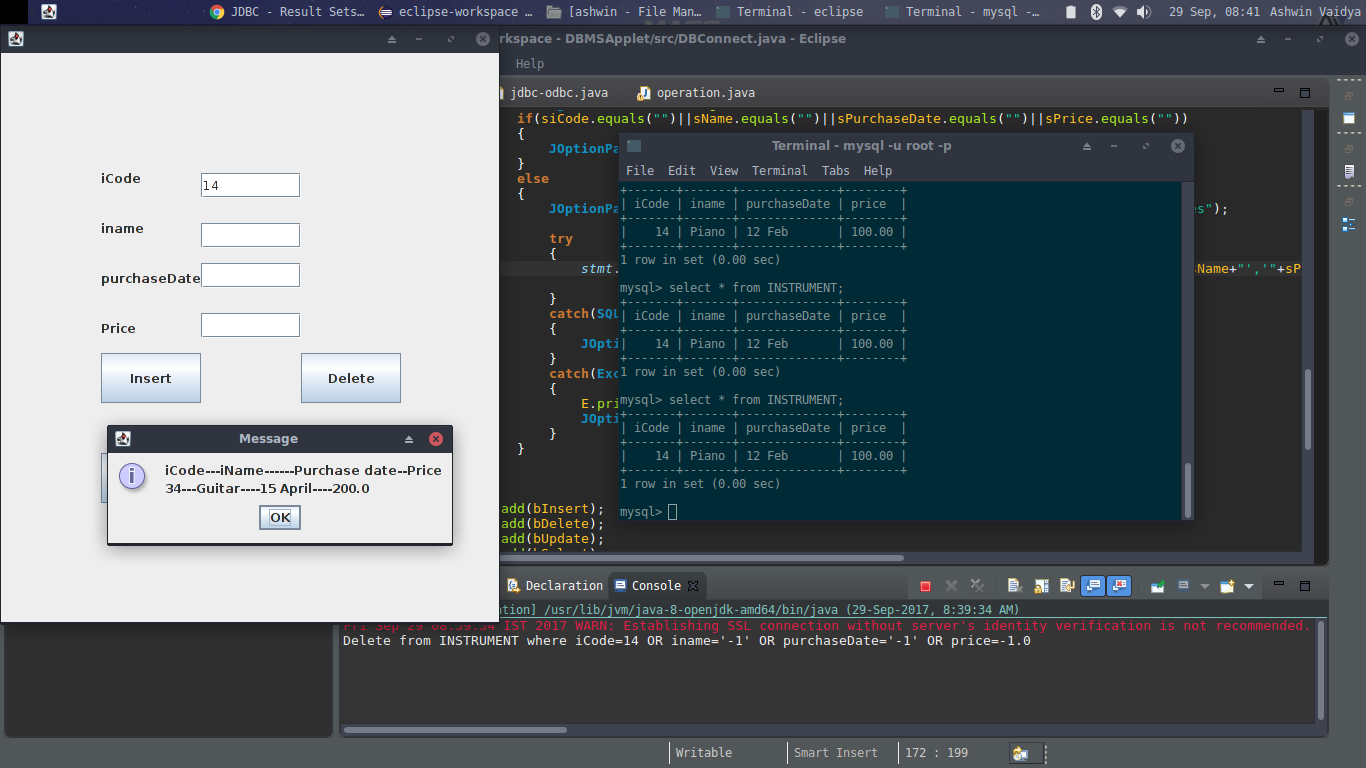 JDBC - Result Sets... eclipse-workspace ... [ashwin - File Man... Terminal - eclipse Terminal - mysql -... 29 Sep, 08:41 Ashwin Vaidya
rkspace - DBMSApplet/src/DBConnect.java - Eclipse
Help
jdbc-odbc.java operation.java
if(siCode.equals("")||sName.equals("")||sPurchaseDate.equals("")||sPrice.equals(""))
{
JOptionPa
}
else
{
JOptionPa s");
try
{
stmt. Name+"','"+sP
}
catch(SQL
{
JOpti
}
catch(Exc
{
E.pri
JOpti
}
}
add(bInsert);
add(bDelete);
add(bUpdate);
iCode 14
iname
purchaseDate
Price
Insert Delete
Message
iCode---iName------Purchase date--Price
34---Guitar----15 April----200.0
OK
Terminal - mysql -u root -p
File Edit View Terminal Tabs Help
+-------+-------+--------------+--------+
| iCode | iname | purchaseDate | price  |
+-------+-------+--------------+--------+
|    14 | Piano | 12 Feb       | 100.00 |
+-------+-------+--------------+--------+
1 row in set (0.00 sec)
mysql> select * from INSTRUMENT;
+-------+-------+--------------+--------+
| iCode | iname | purchaseDate | price  |
+-------+-------+--------------+--------+
|    14 | Piano | 12 Feb       | 100.00 |
+-------+-------+--------------+--------+
1 row in set (0.00 sec)
mysql> select * from INSTRUMENT;
+-------+-------+--------------+--------+
| iCode | iname | purchaseDate | price  |
+-------+-------+--------------+--------+
|    14 | Piano | 12 Feb       | 100.00 |
+-------+-------+--------------+--------+
1 row in set (0.00 sec)
mysql>
Declaration Console
ation] /usr/lib/jvm/java-8-openjdk-amd64/bin/java (29-Sep-2017, 8:39:34 AM)
Fri Sep 29 08:39:34 IST 2017 WARN: Establishing SSL connection without server's identity verification is not recommended.
Delete from INSTRUMENT where iCode=14 OR iname='-1' OR purchaseDate='-1' OR price=-1.0
Writable Smart Insert 172 : 199